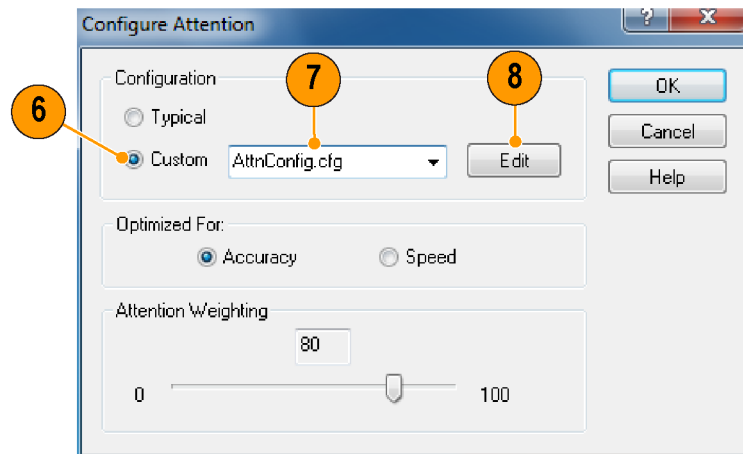 Configure Attention
? X
Configuration
7
8
OK
6
Typical
Cancel
Custom AttnConfig.cfg Edit
Help
Optimized For:
Accuracy Speed
Attention Weighting
80
0 100